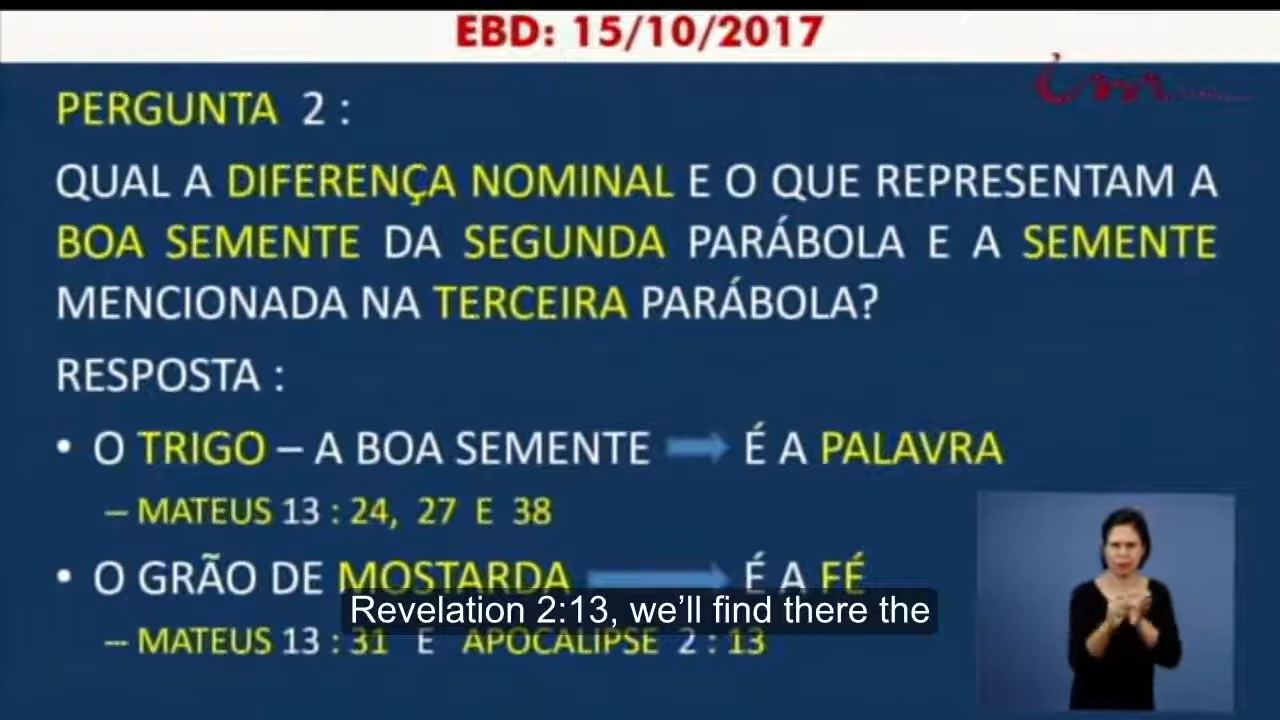 EBD: 15/10/2017
PERGUNTA 2 :
QUAL A DIFERENÇA NOMINAL E O QUE REPRESENTAM A
BOA SEMENTE DA SEGUNDA PARÁBOLA E A SEMENTE
MENCIONADA NA TERCEIRA PARÁBOLA?
RESPOSTA :
• O TRIGO – A BOA SEMENTE É A PALAVRA
– MATEUS 13 : 24, 27 E 38
• O GRÃO DE MOSTARDA É A FÉ
Revelation 2:13, we’ll find there the
– MATEUS 13 : 31 E APOCALIPSE 2 : 13